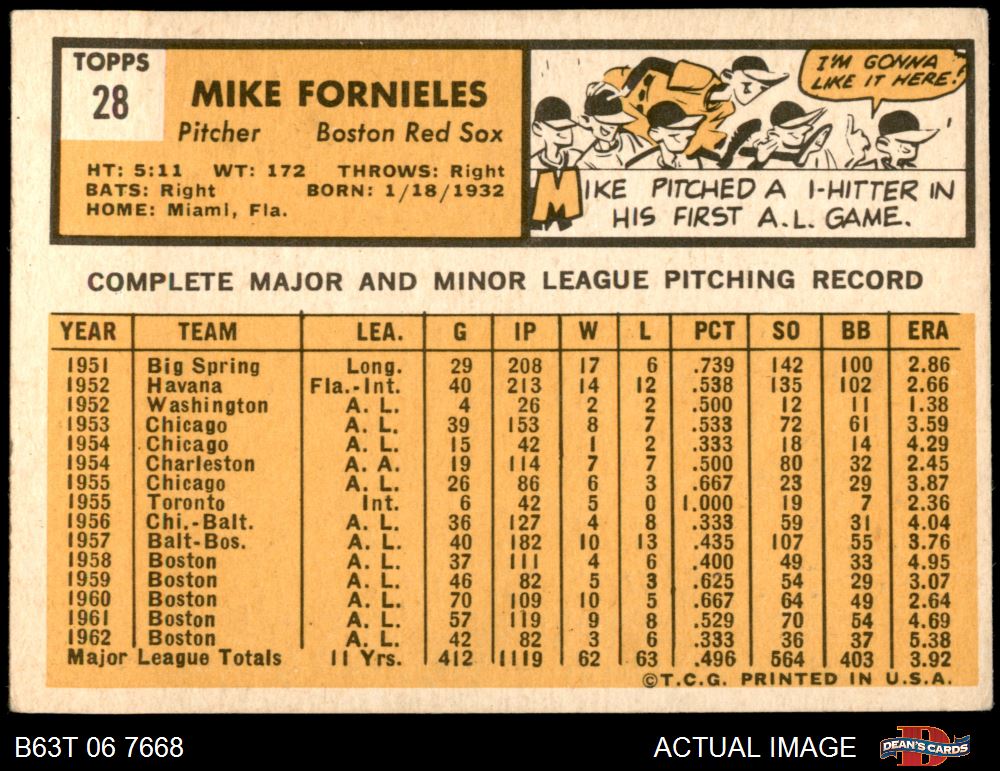 TOPPS
28
MIKE FORNIELES
Pitcher Boston Red Sox
HT: 5:11 WT: 172 THROWS: Right
BATS: Right BORN: 1/18/1932
HOME: Miami, Fla.
I'M GONNA
LIKE IT HERE!
MIKE PITCHED A 1-HITTER IN
HIS FIRST A.L. GAME.
COMPLETE MAJOR AND MINOR LEAGUE PITCHING RECORD
YEAR TEAM LEA. G IP W L PCT SO BB ERA
1951 Big Spring Long. 29 208 17 6 .739 142 100 2.86
1952 Havana Fla.-Int. 40 213 14 12 .538 135 102 2.66
1952 Washington A. L. 4 26 2 2 .500 12 11 1.38
1953 Chicago A. L. 39 153 8 7 .533 72 61 3.59
1954 Chicago A. L. 15 42 1 2 .333 18 14 4.29
1954 Charleston A. A. 19 114 7 7 .500 80 32 2.45
1955 Chicago A. L. 26 86 6 3 .667 23 29 3.87
1955 Toronto Int. 6 42 5 0 1.000 19 7 2.36
1956 Chi.-Balt. A. L. 36 127 4 8 .333 59 31 4.04
1957 Balt-Bos. A. L. 40 182 10 13 .435 107 55 3.76
1958 Boston A. L. 37 111 4 6 .400 49 33 4.95
1959 Boston A. L. 46 82 5 3 .625 54 29 3.07
1960 Boston A. L. 70 109 10 5 .667 64 49 2.64
1961 Boston A. L. 57 119 9 8 .529 70 54 4.69
1962 Boston A. L. 42 82 3 6 .333 36 37 5.38
Major League Totals 11 Yrs. 412 1119 62 63 .496 564 403 3.92
©T.C.G. PRINTED IN U.S.A.
B63T 06 7668 ACTUAL IMAGE DEAN'S CARDS